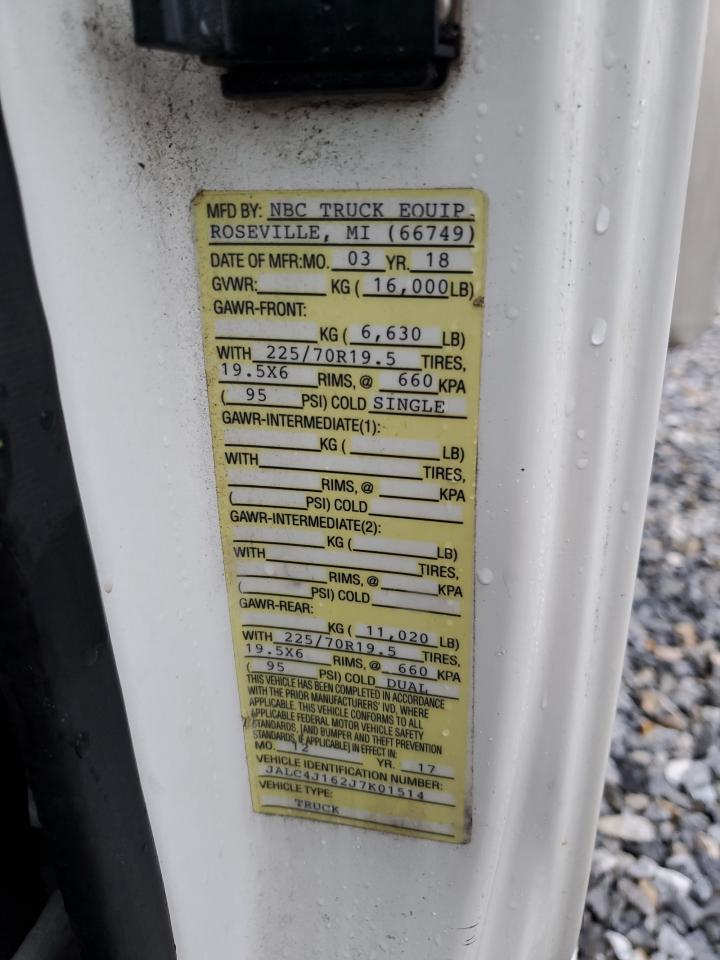 MFD BY: NBC TRUCK EQUIP.
ROSEVILLE, MI (66749)
DATE OF MFR:MO. 03 YR. 18
GVWR: KG ( 16,000 LB)
GAWR-FRONT:
KG ( 6,630 LB)
WITH 225/70R19.5 TIRES,
19.5X6 RIMS, @ 660 KPA
( 95 PSI) COLD SINGLE
GAWR-INTERMEDIATE(1):
KG ( LB)
WITH TIRES,
RIMS, @ KPA
( PSI) COLD
GAWR-INTERMEDIATE(2):
KG ( LB)
WITH TIRES,
RIMS, @ KPA
( PSI) COLD
GAWR-REAR:
KG ( 11,020 LB)
WITH 225/70R19.5 TIRES,
19.5X6 RIMS, @ 660 KPA
( 95 PSI) COLD DUAL
THIS VEHICLE HAS BEEN COMPLETED IN ACCORDANCE
WITH THE PRIOR MANUFACTURERS' IVD, WHERE
APPLICABLE. THIS VEHICLE CONFORMS TO ALL
APPLICABLE FEDERAL MOTOR VEHICLE SAFETY
STANDARDS, [AND BUMPER AND THEFT PREVENTION
STANDARDS, IF APPLICABLE] IN EFFECT IN:
MO. 12 YR. 17
VEHICLE IDENTIFICATION NUMBER:
JALC4J162J7K01514
VEHICLE TYPE:
TRUCK